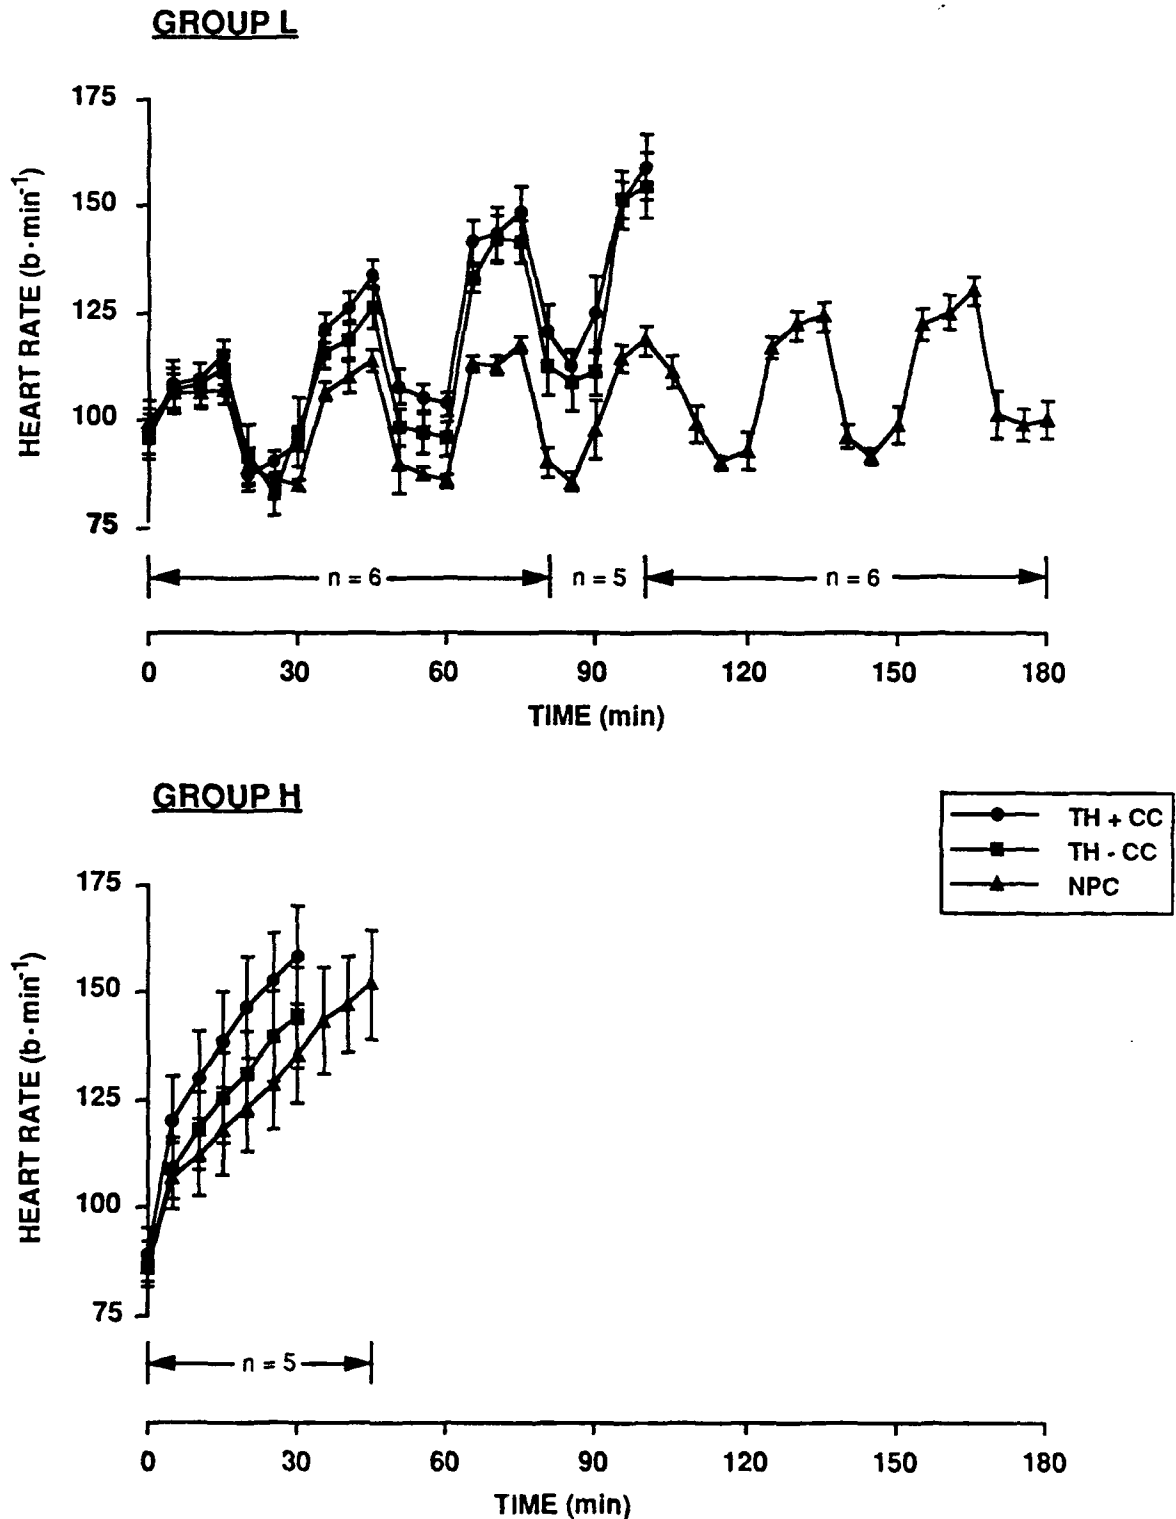 GROUP L
175
150
125
100
75
HEART RATE (b·min⁻¹)
n = 6
n = 5
n = 6
0 30 60 90 120 150 180
TIME (min)
GROUP H
TH + CC
TH - CC
NPC
175
150
125
100
75
HEART RATE (b·min⁻¹)
n = 5
0 30 60 90 120 150 180
TIME (min)